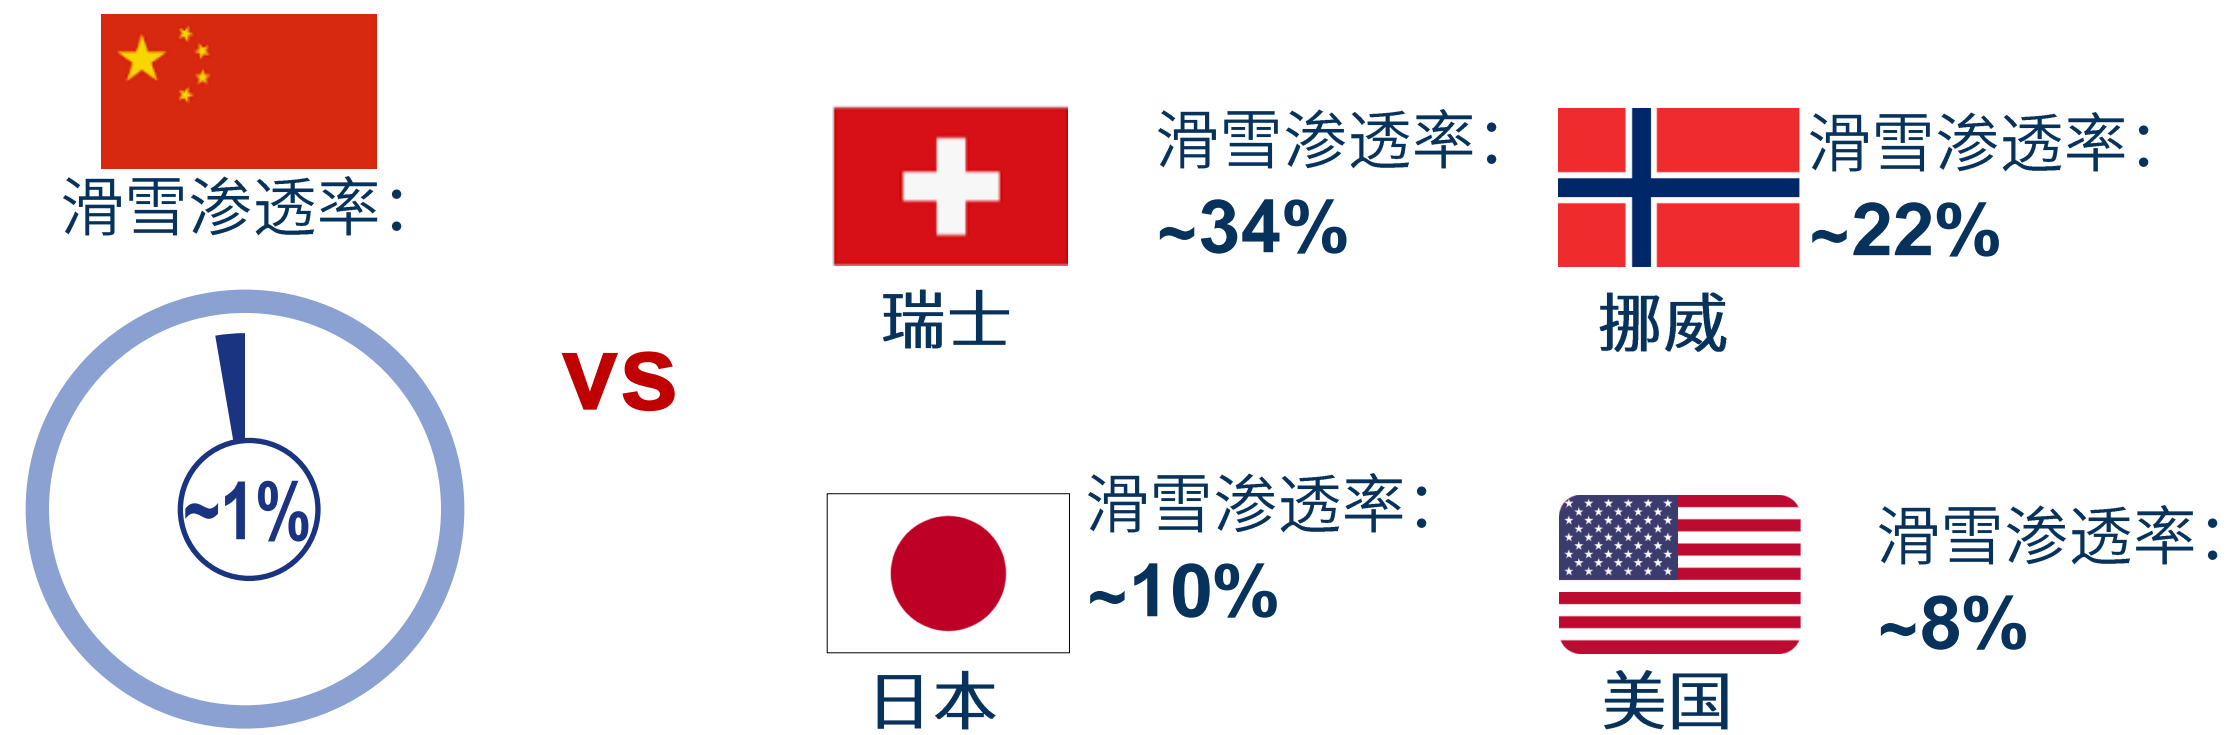 滑雪渗透率：
~1%
vs
滑雪渗透率：
~34%
瑞士
滑雪渗透率：
~22%
挪威
滑雪渗透率：
~10%
日本
滑雪渗透率：
~8%
美国